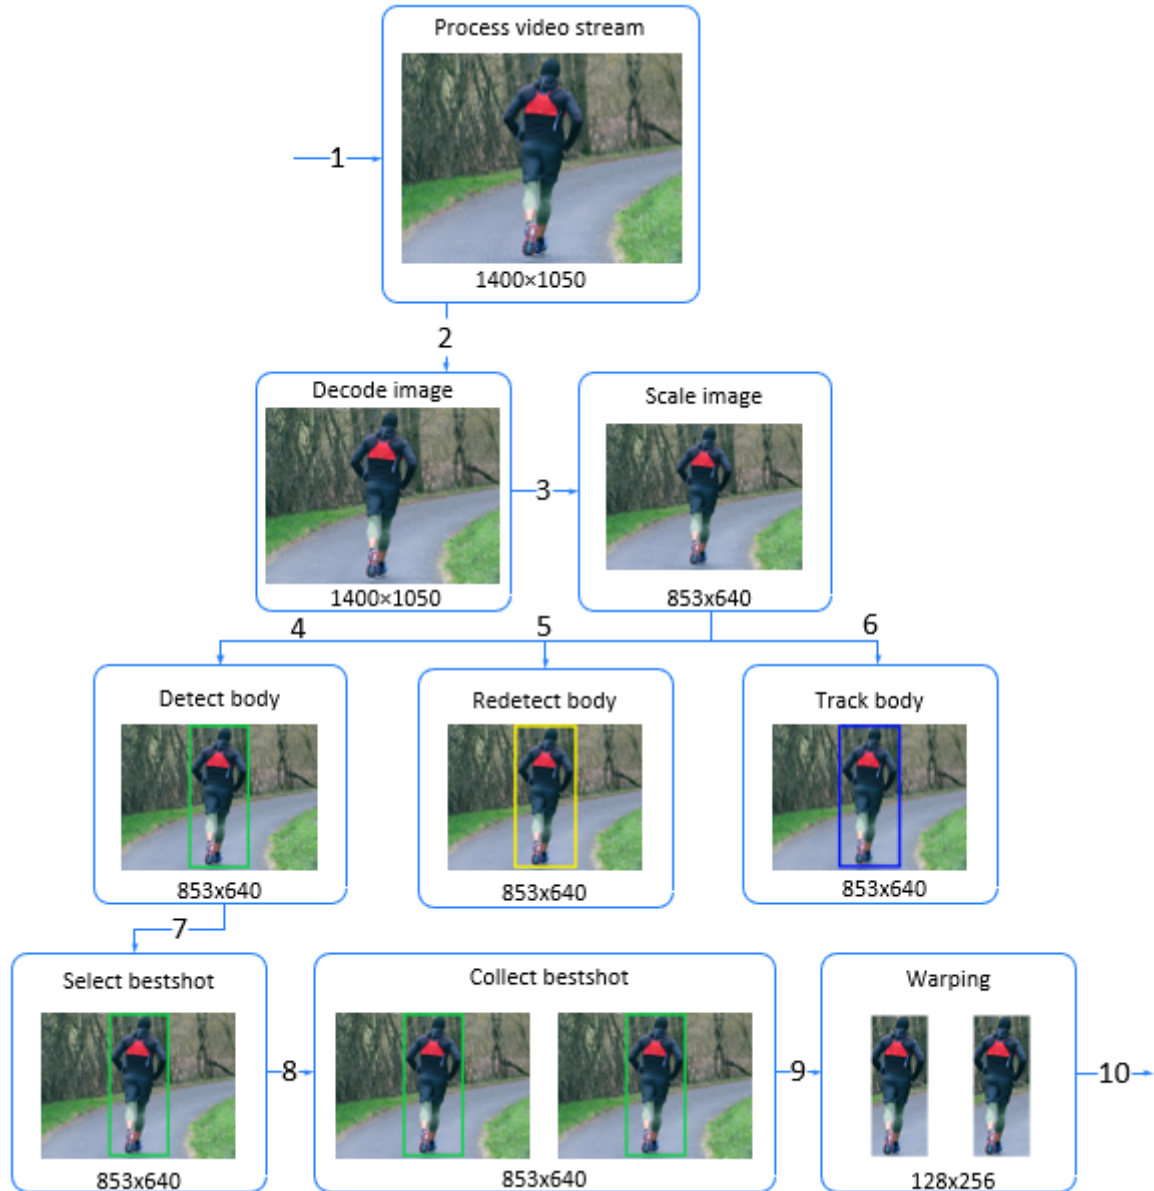 Process video stream
1400×1050
1
2
Decode image
1400×1050
3
Scale image
853x640
4
5
6
Detect body
853x640
Redetect body
853x640
Track body
853x640
7
Select bestshot
853x640
8
Collect bestshot
853x640
9
Warping
128x256
10